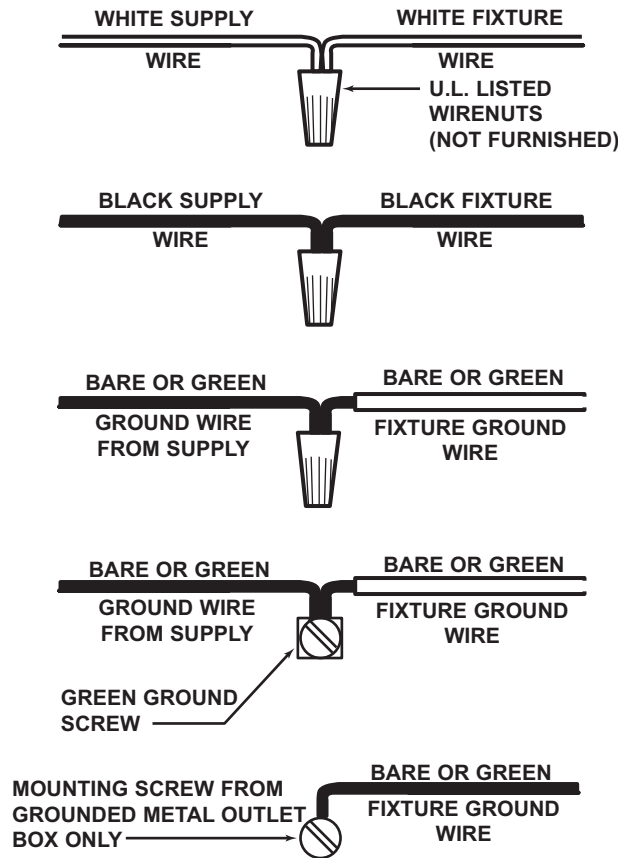 WHITE SUPPLY
WIRE
WHITE FIXTURE
WIRE
U.L. LISTED
WIRENUTS
(NOT FURNISHED)
BLACK SUPPLY
WIRE
BLACK FIXTURE
WIRE
BARE OR GREEN
GROUND WIRE
FROM SUPPLY
BARE OR GREEN
FIXTURE GROUND
WIRE
BARE OR GREEN
GROUND WIRE
FROM SUPPLY
BARE OR GREEN
FIXTURE GROUND
WIRE
GREEN GROUND
SCREW
MOUNTING SCREW FROM
GROUNDED METAL OUTLET
BOX ONLY
BARE OR GREEN
FIXTURE GROUND
WIRE